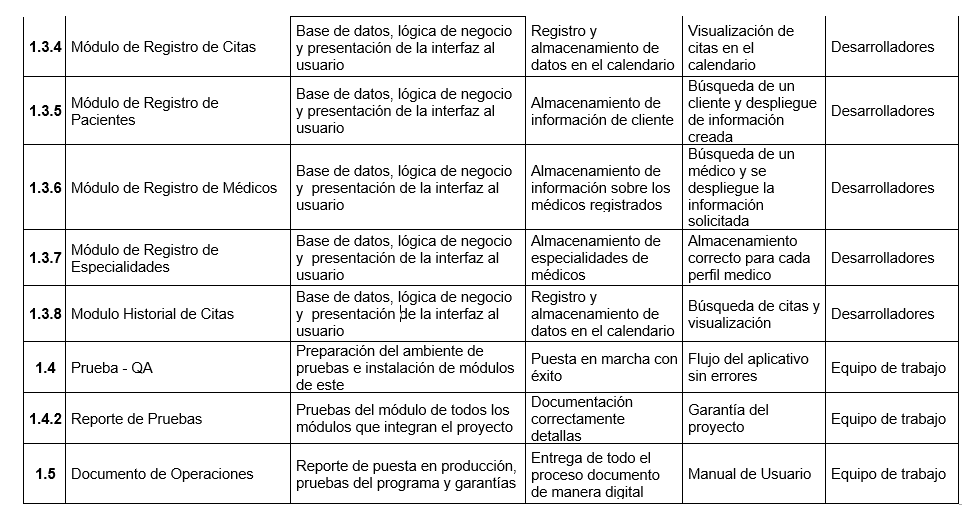 1.3.4 Módulo de Registro de Citas
Base de datos, lógica de negocio
y presentación de la interfaz al
usuario
Registro y
almacenamiento de
datos en el calendario
Visualización de
citas en el
calendario
Desarrolladores
1.3.5 Módulo de Registro de
Pacientes
Base de datos, lógica de negocio
y presentación de la interfaz al
usuario
Almacenamiento de
información de cliente
Búsqueda de un
cliente y despliegue
de información
creada
Desarrolladores
1.3.6 Módulo de Registro de Médicos
Base de datos, lógica de negocio
y presentación de la interfaz al
usuario
Almacenamiento de
información sobre los
médicos registrados
Búsqueda de un
médico y se
despliegue la
información
solicitada
Desarrolladores
1.3.7 Módulo de Registro de
Especialidades
Base de datos, lógica de negocio
y presentación de la interfaz al
usuario
Almacenamiento de
especialidades de
médicos
Almacenamiento
correcto para cada
perfil medico
Desarrolladores
1.3.8 Modulo Historial de Citas
Base de datos, lógica de negocio
y presentación de la interfaz al
usuario
Registro y
almacenamiento de
datos en el calendario
Búsqueda de citas y
visualización
Desarrolladores
1.4 Prueba - QA
Preparación del ambiente de
pruebas e instalación de módulos
de este
Puesta en marcha con
éxito
Flujo del aplicativo
sin errores
Equipo de trabajo
1.4.2 Reporte de Pruebas
Pruebas del módulo de todos los
módulos que integran el proyecto
Documentación
correctamente
detallas
Garantía del
proyecto
Equipo de trabajo
1.5 Documento de Operaciones
Reporte de puesta en producción,
pruebas del programa y garantías
Entrega de todo el
proceso documento
de manera digital
Manual de Usuario
Equipo de trabajo